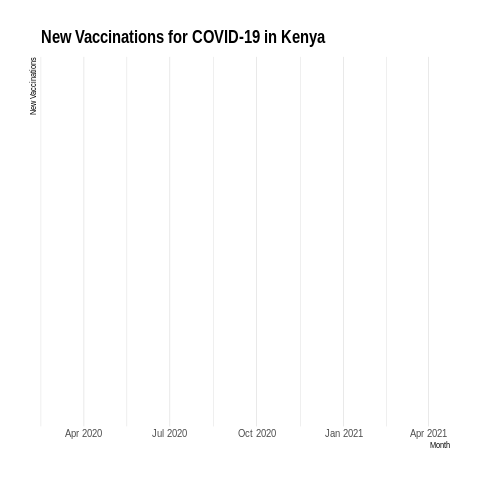 New Vaccinations for COVID-19 in Kenya
New Vaccinations
Apr 2020 Jul 2020 Oct 2020 Jan 2021 Apr 2021
Month